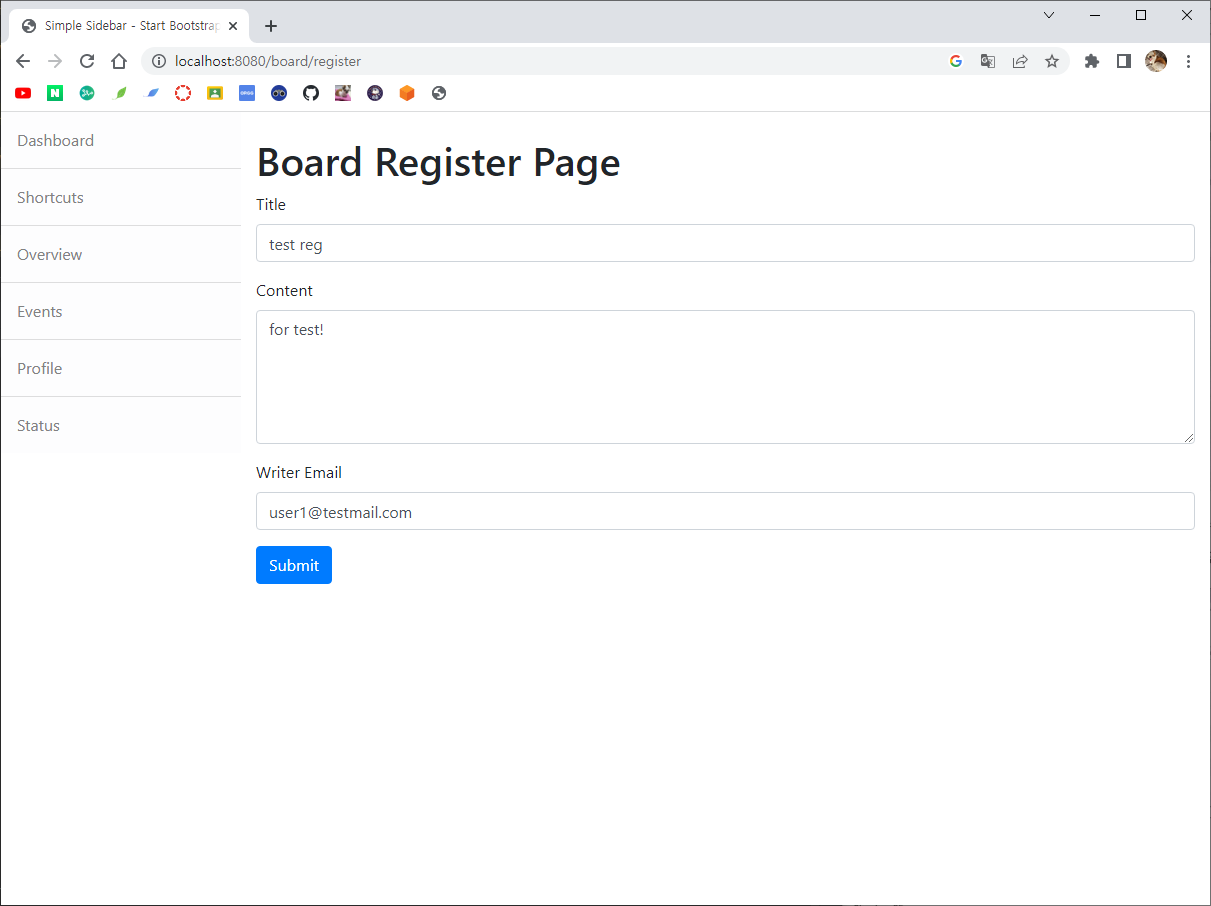 Simple Sidebar - Start Bootstrap
localhost:8080/board/register
Dashboard
Shortcuts
Overview
Events
Profile
Status
Board Register Page
Title
test reg
Content
for test!
Writer Email
user1@testmail.com
Submit